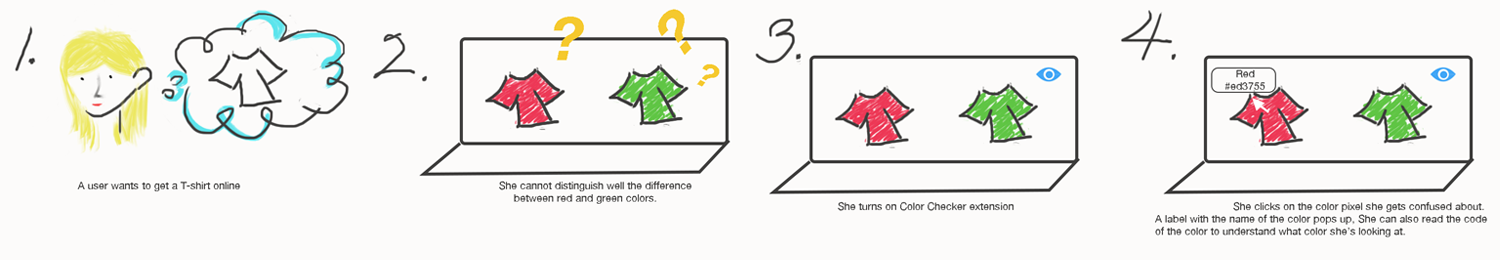 1.
A user wants to get a T-shirt online
2.
? ? ?
She cannot distinguish well the difference
between red and green colors.
3.
She turns on Color Checker extension
4.
Red
#ed3755
She clicks on the color pixel she gets confused about.
A label with the name of the color pops up, She can also read the code
of the color to understand what color she's looking at.